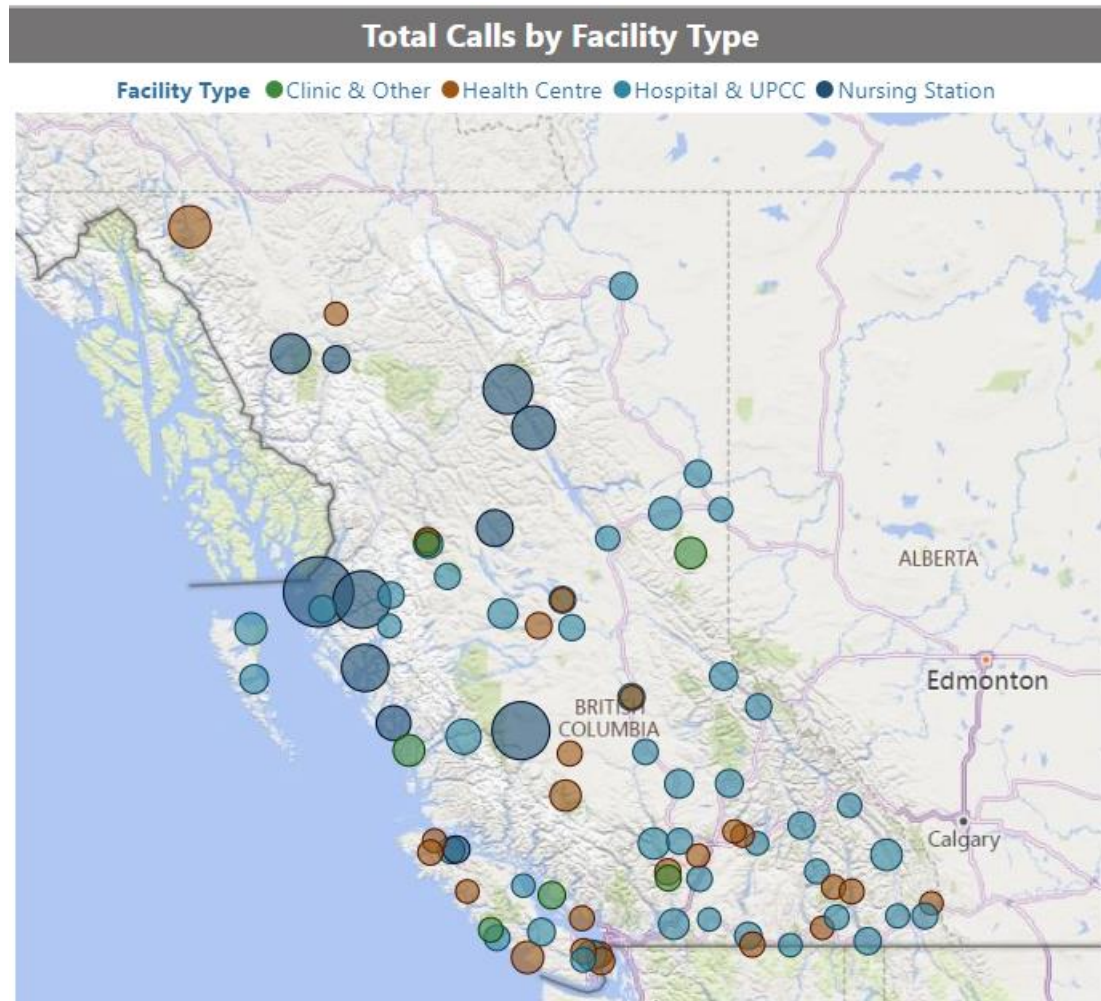 Total Calls by Facility Type
Facility Type Clinic & Other Health Centre Hospital & UPCC Nursing Station
ALBERTA
Edmonton
BRITISH
COLUMBIA
Calgary